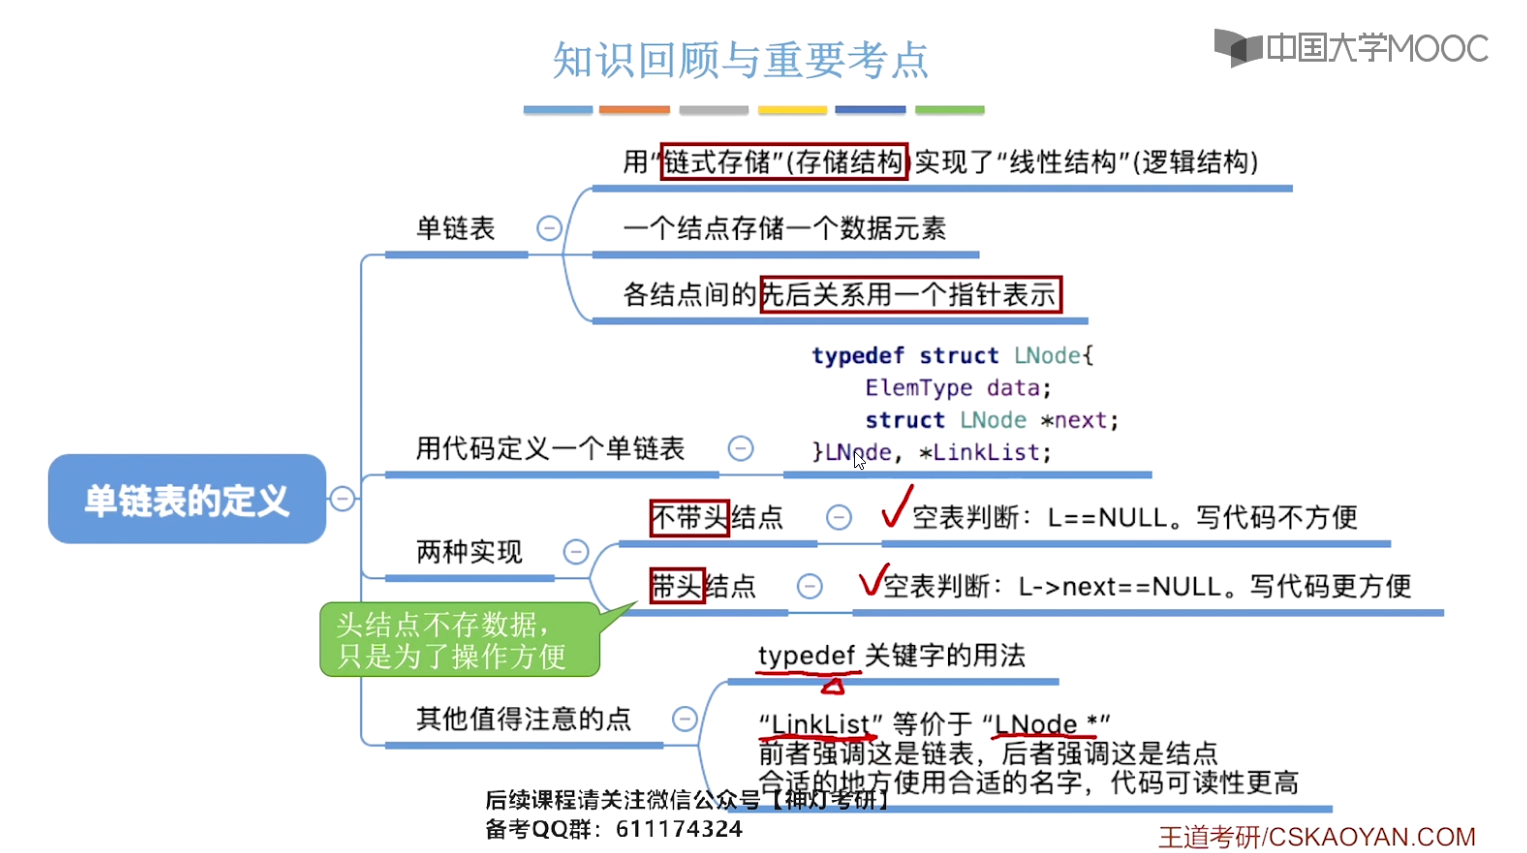 知识回顾与重要考点
中国大学MOOC
用“链式存储”(存储结构)实现了“线性结构”(逻辑结构)
单链表
一个结点存储一个数据元素
各结点间的先后关系用一个指针表示
typedef struct LNode{
ElemType data;
struct LNode *next;
}LNode, *LinkList;
用代码定义一个单链表
单链表的定义
不带头结点
空表判断：L==NULL。写代码不方便
两种实现
带头结点
空表判断：L->next==NULL。写代码更方便
头结点不存数据，
只是为了操作方便
typedef 关键字的用法
其他值得注意的点
“LinkList” 等价于 “LNode *”
前者强调这是链表，后者强调这是结点
合适的地方使用合适的名字，代码可读性更高
后续课程请关注微信公众号【神灯考研】
备考QQ群：611174324
王道考研/CSKAOYAN.COM